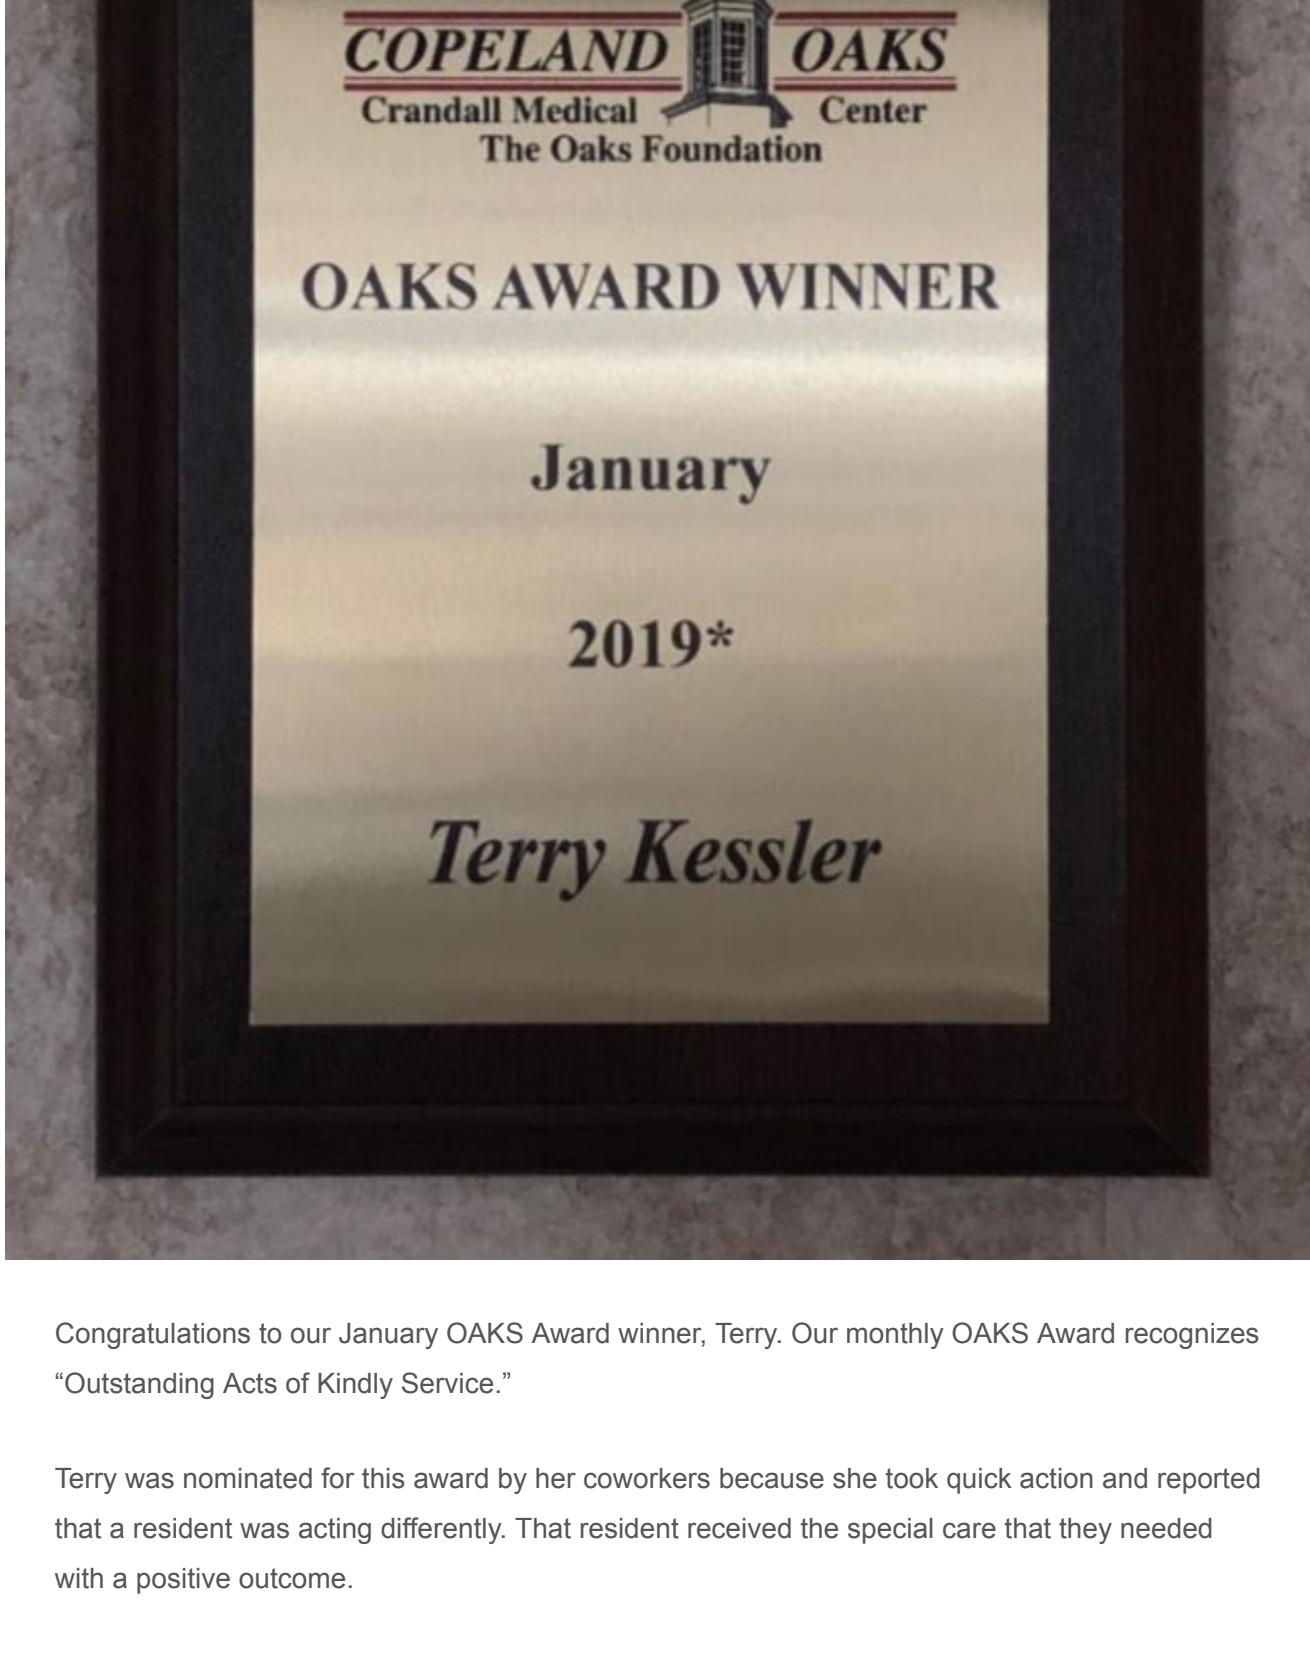 COPELAND OAKS
Crandall Medical Center
The Oaks Foundation
OAKS AWARD WINNER
January
2019*
Terry Kessler
Congratulations to our January OAKS Award winner, Terry. Our monthly OAKS Award recognizes
“Outstanding Acts of Kindly Service.”
Terry was nominated for this award by her coworkers because she took quick action and reported
that a resident was acting differently. That resident received the special care that they needed
with a positive outcome.